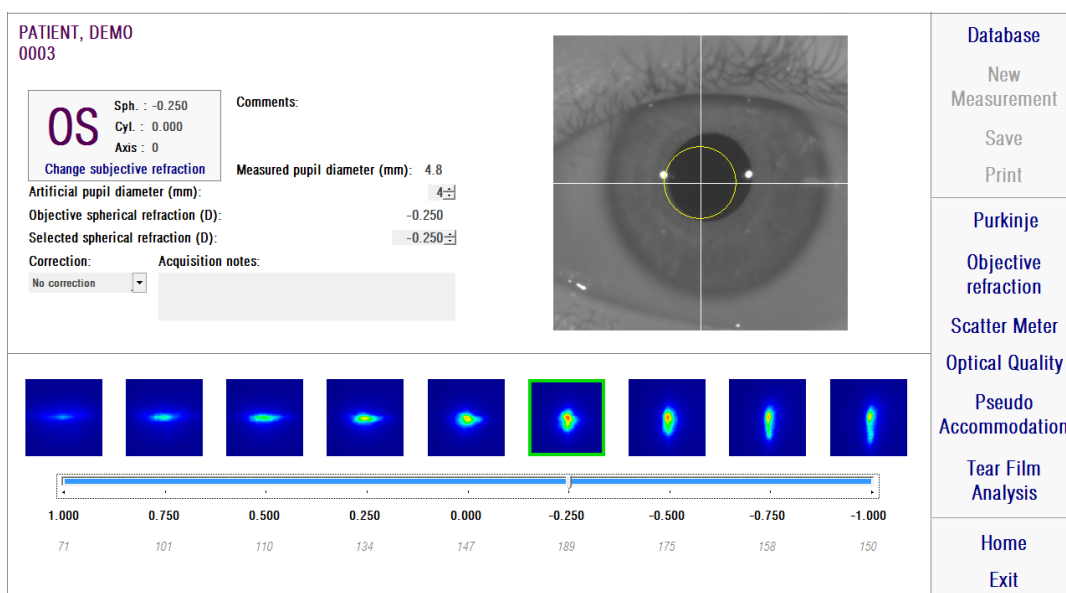 PATIENT, DEMO
0003
OS
Sph. : -0.250
Cyl. : 0.000
Axis : 0
Change subjective refraction
Comments:
Measured pupil diameter (mm): 4.8
Artificial pupil diameter (mm): 4
Objective spherical refraction (D): -0.250
Selected spherical refraction (D): -0.250
Correction: Acquisition notes:
No correction
1.000 0.750 0.500 0.250 0.000 -0.250 -0.500 -0.750 -1.000
71 101 110 134 147 189 175 158 150
Database
New
Measurement
Save
Print
Purkinje
Objective
refraction
Scatter Meter
Optical Quality
Pseudo
Accommodation
Tear Film
Analysis
Home
Exit